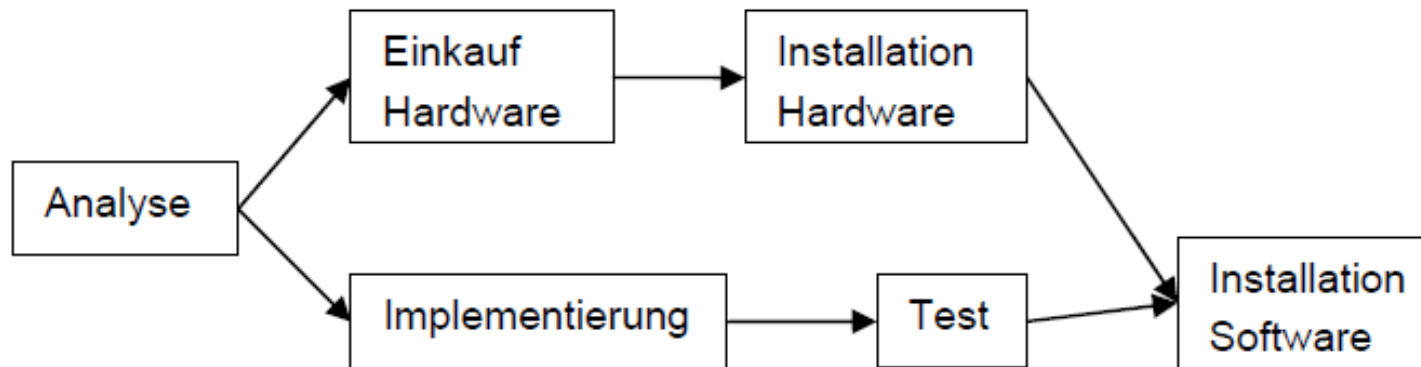 Einkauf
Hardware
Installation
Hardware
Analyse
Implementierung
Test
Installation
Software